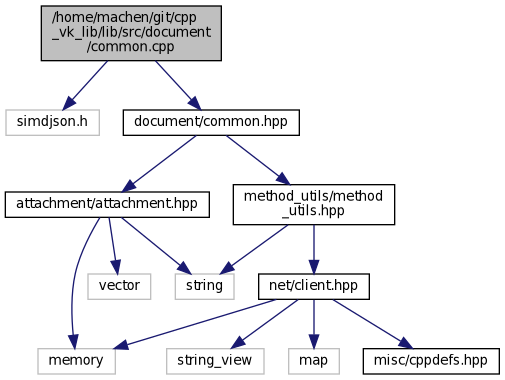 /home/machen/git/cpp
_vk_lib/lib/src/document
/common.cpp
simdjson.h
document/common.hpp
attachment/attachment.hpp
method_utils/method
_utils.hpp
vector
string
net/client.hpp
memory
string_view
map
misc/cppdefs.hpp